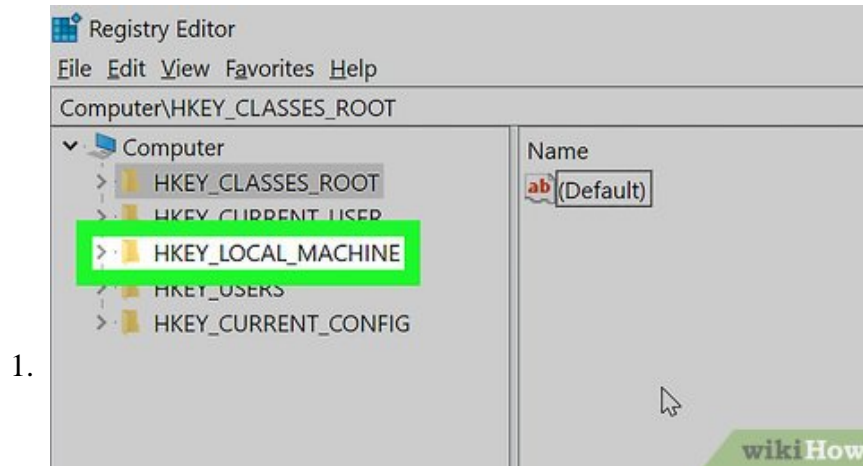 Registry Editor
File Edit View Favorites Help
Computer\HKEY_CLASSES_ROOT
Computer
HKEY_CLASSES_ROOT
HKEY_CURRENT_USER
HKEY_LOCAL_MACHINE
HKEY_USERS
HKEY_CURRENT_CONFIG
Name
ab (Default)
1.
wikiHow